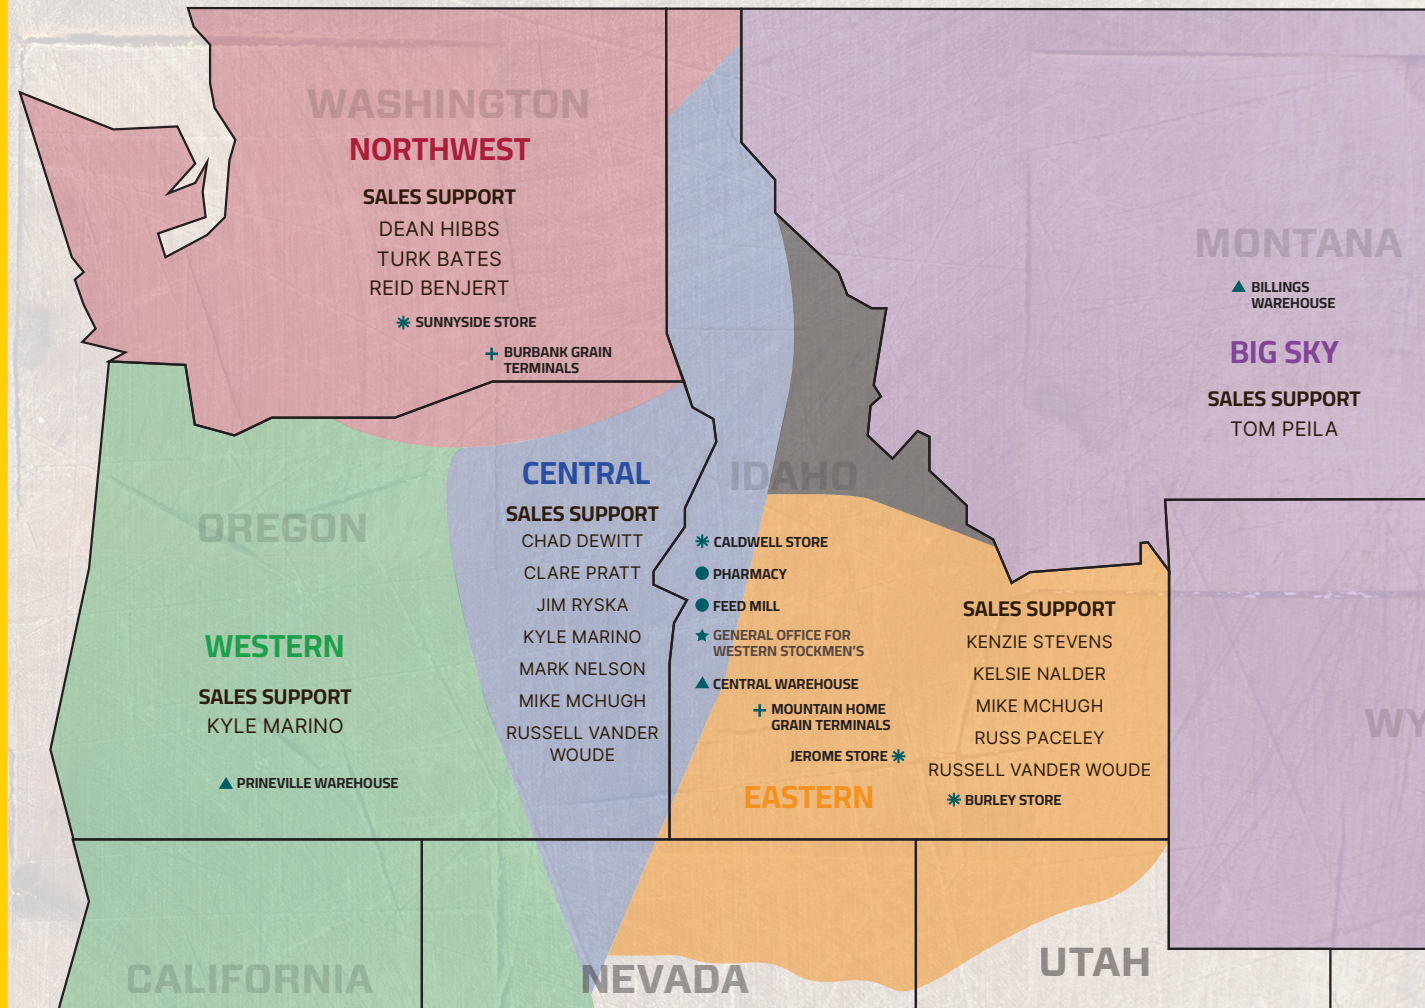 WASHINGTON
NORTHWEST
SALES SUPPORT
DEAN HIBBS
TURK BATES
REID BENJERT
SUNNYSIDE STORE
BURBANK GRAIN
TERMINALS
MONTANA
BILLINGS
WAREHOUSE
BIG SKY
SALES SUPPORT
TOM PEILA
IDAHO
OREGON
WESTERN
SALES SUPPORT
KYLE MARINO
PRINEVILLE WAREHOUSE
CENTRAL
SALES SUPPORT
CHAD DEWITT
CLARE PRATT
JIM RYSKA
KYLE MARINO
MARK NELSON
MIKE MCHUGH
RUSSELL VANDER
WOUDE
CALDWELL STORE
PHARMACY
FEED MILL
GENERAL OFFICE FOR
WESTERN STOCKMEN'S
CENTRAL WAREHOUSE
MOUNTAIN HOME
GRAIN TERMINALS
JEROME STORE
EASTERN
SALES SUPPORT
KENZIE STEVENS
KELSIE NALDER
MIKE MCHUGH
RUSS PACELEY
RUSSELL VANDER WOUDE
BURLEY STORE
WY
CALIFORNIA
NEVADA
UTAH